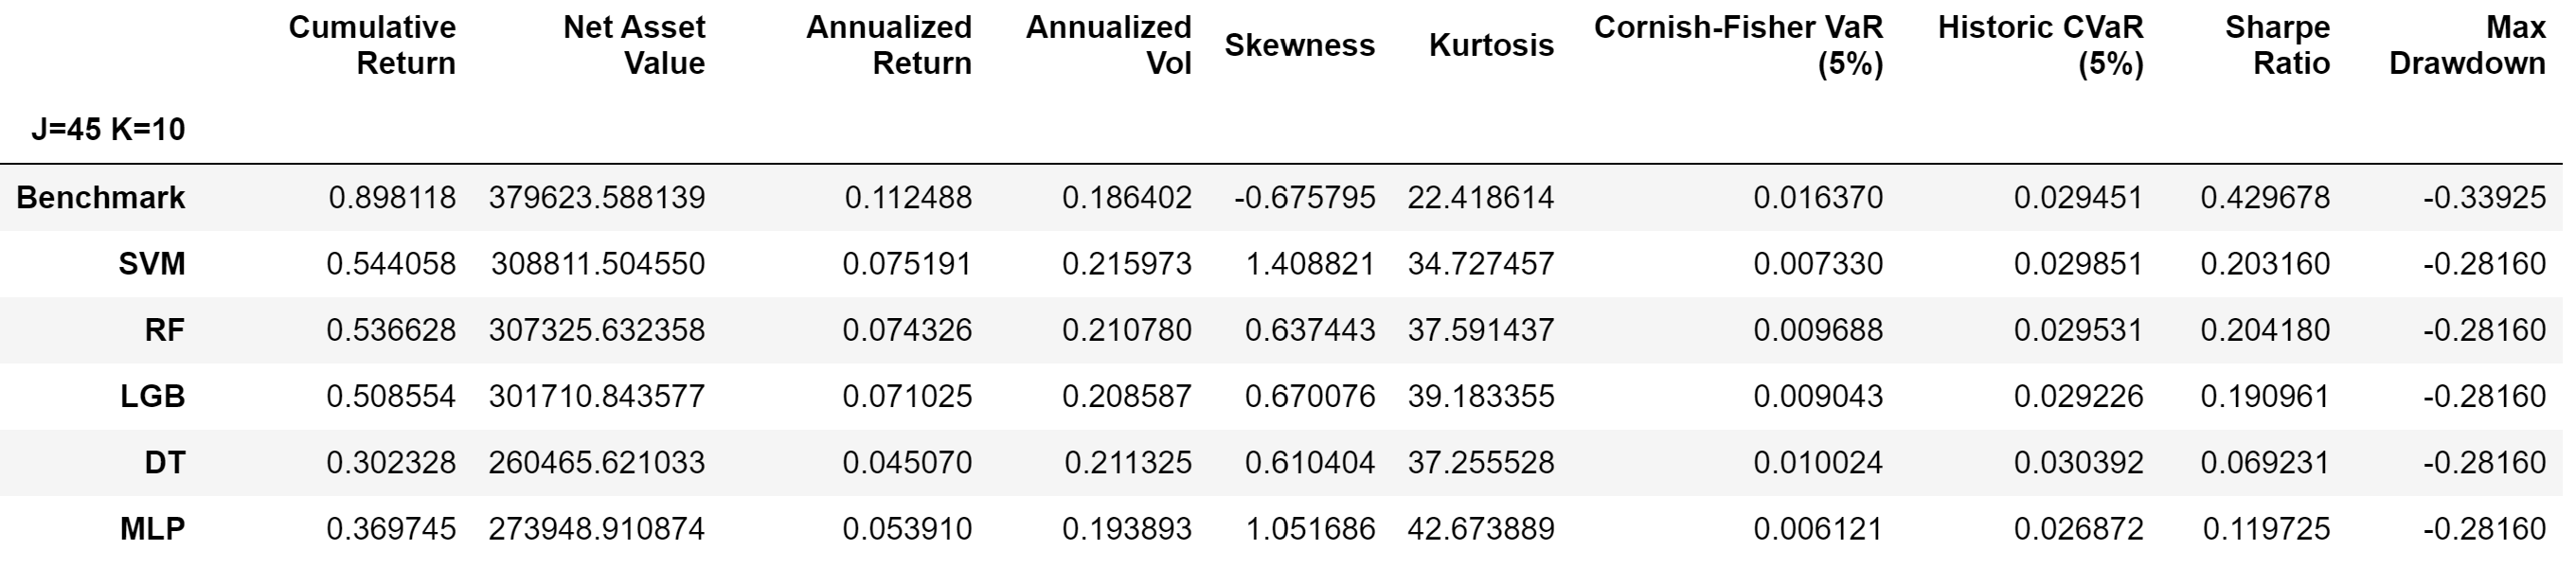 Cumulative Return Net Asset Value Annualized Return Annualized Vol Skewness Kurtosis Cornish-Fisher VaR (5%) Historic CVaR (5%) Sharpe Ratio Max Drawdown
J=45 K=10
Benchmark 0.898118 379623.588139 0.112488 0.186402 -0.675795 22.418614 0.016370 0.029451 0.429678 -0.33925
SVM 0.544058 308811.504550 0.075191 0.215973 1.408821 34.727457 0.007330 0.029851 0.203160 -0.28160
RF 0.536628 307325.632358 0.074326 0.210780 0.637443 37.591437 0.009688 0.029531 0.204180 -0.28160
LGB 0.508554 301710.843577 0.071025 0.208587 0.670076 39.183355 0.009043 0.029226 0.190961 -0.28160
DT 0.302328 260465.621033 0.045070 0.211325 0.610404 37.255528 0.010024 0.030392 0.069231 -0.28160
MLP 0.369745 273948.910874 0.053910 0.193893 1.051686 42.673889 0.006121 0.026872 0.119725 -0.28160